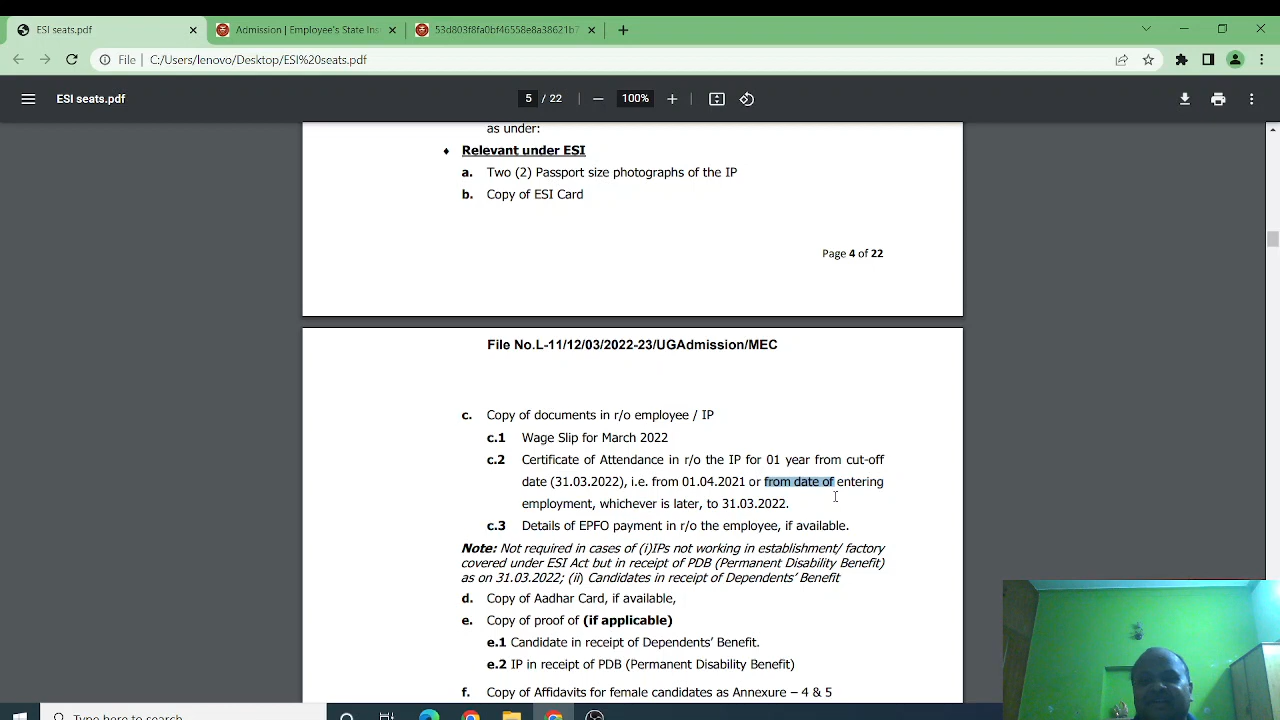 ESI seats.pdf
Admission | Employee's State Ins
53d803f8fa0bf46558e8a38621b7
File | C:/Users/lenovo/Desktop/ESI%20seats.pdf
ESI seats.pdf
5 / 22
100%
as under:
♦ Relevant under ESI
a. Two (2) Passport size photographs of the IP
b. Copy of ESI Card
Page 4 of 22
File No.L-11/12/03/2022-23/UGAdmission/MEC
c. Copy of documents in r/o employee / IP
c.1 Wage Slip for March 2022
c.2 Certificate of Attendance in r/o the IP for 01 year from cut-off
date (31.03.2022), i.e. from 01.04.2021 or from date of entering
employment, whichever is later, to 31.03.2022.
c.3 Details of EPFO payment in r/o the employee, if available.
Note: Not required in cases of (i)IPs not working in establishment/ factory
covered under ESI Act but in receipt of PDB (Permanent Disability Benefit)
as on 31.03.2022; (ii) Candidates in receipt of Dependents' Benefit
d. Copy of Aadhar Card, if available,
e. Copy of proof of (if applicable)
e.1 Candidate in receipt of Dependents' Benefit.
e.2 IP in receipt of PDB (Permanent Disability Benefit)
f. Copy of Affidavits for female candidates as Annexure – 4 & 5
Type here to search